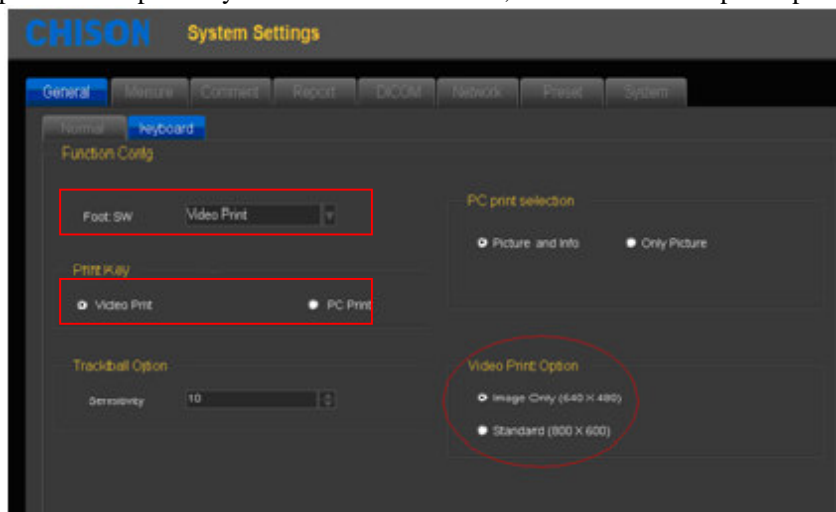 CHISON System Settings
General Menure Comment Report DICOM Network Preset System
Normal keyboard
Function Config
Foot SW Video Print
PC print selection
Picture and Info Only Picture
Print Key
Video Print PC Print
Trackball Option
Video Print Option
Sensitivity 10
Image Only (640×480)
Standard (800×600)